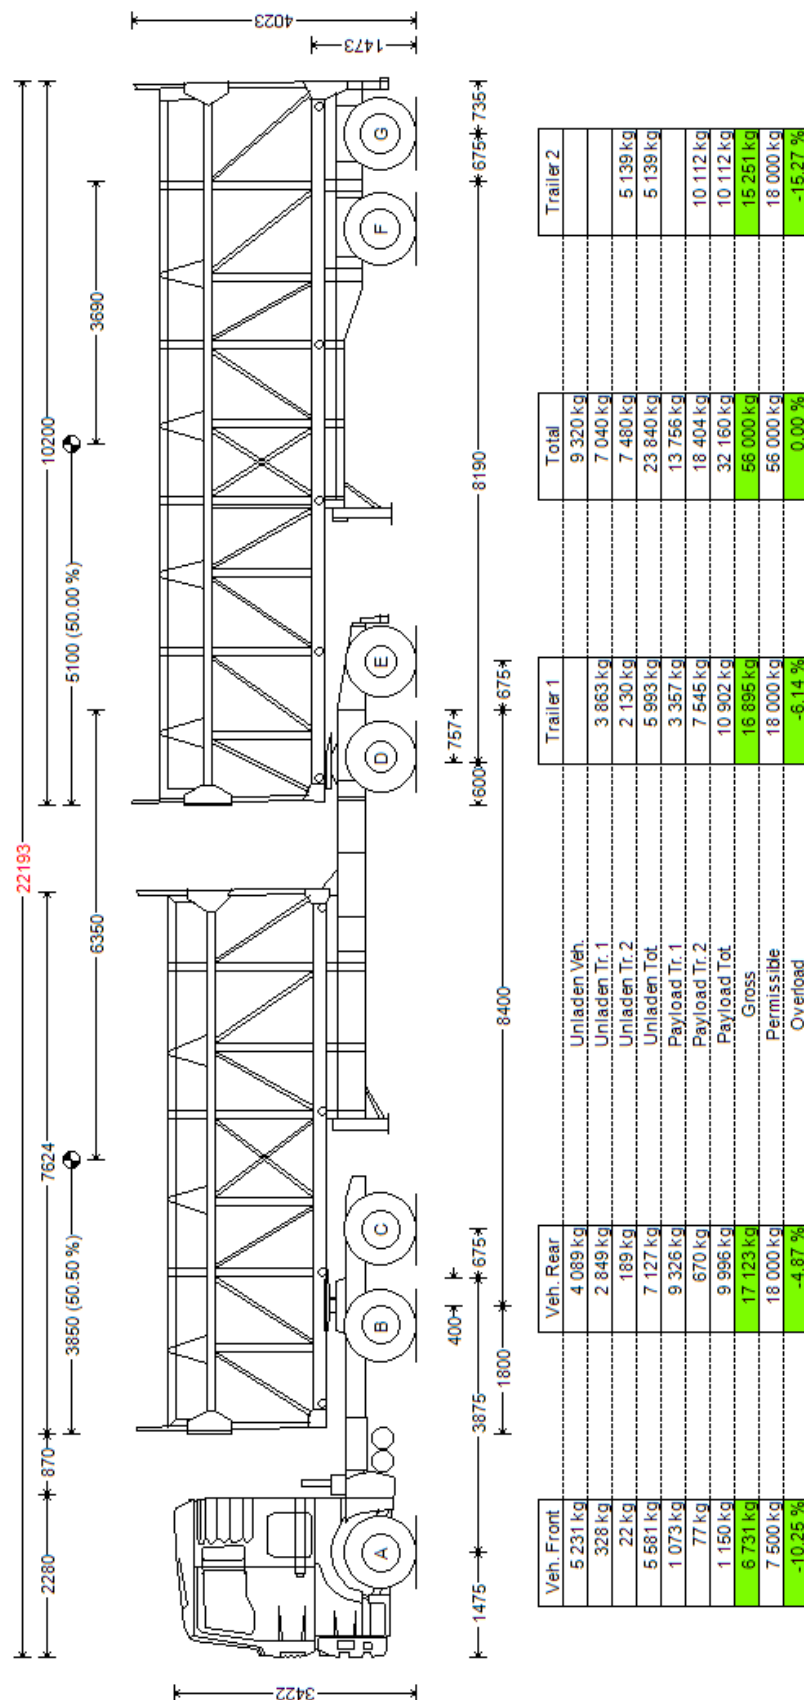 22193
2280
870
7624
10200
3850 (50.50 %)
6350
5100 (50.00 %)
3690
4023
1473
3422
A
B
C
D
E
F
G
400
757
1475
3875
675
600
8190
675
735
1800
8400
675
Veh. Front Veh. Rear Trailer 1 Total Trailer 2
5 231 kg 4 089 kg Unladen Veh. 9 320 kg
328 kg 2 849 kg Unladen Tr. 1 3 863 kg 7 040 kg
22 kg 189 kg Unladen Tr. 2 2 130 kg 7 480 kg 5 139 kg
5 581 kg 7 127 kg Unladen Tot 5 993 kg 23 840 kg 5 139 kg
1 073 kg 9 326 kg Payload Tr. 1 3 357 kg 13 756 kg
77 kg 670 kg Payload Tr. 2 7 545 kg 18 404 kg 10 112 kg
1 150 kg 9 996 kg Payload Tot 10 902 kg 32 160 kg 10 112 kg
6 731 kg 17 123 kg Gross 16 895 kg 56 000 kg 15 251 kg
7 500 kg 18 000 kg Permissible 18 000 kg 56 000 kg 18 000 kg
-10.25 % -4.87 % Overload -6.14 % 0.00 % -15.27 %